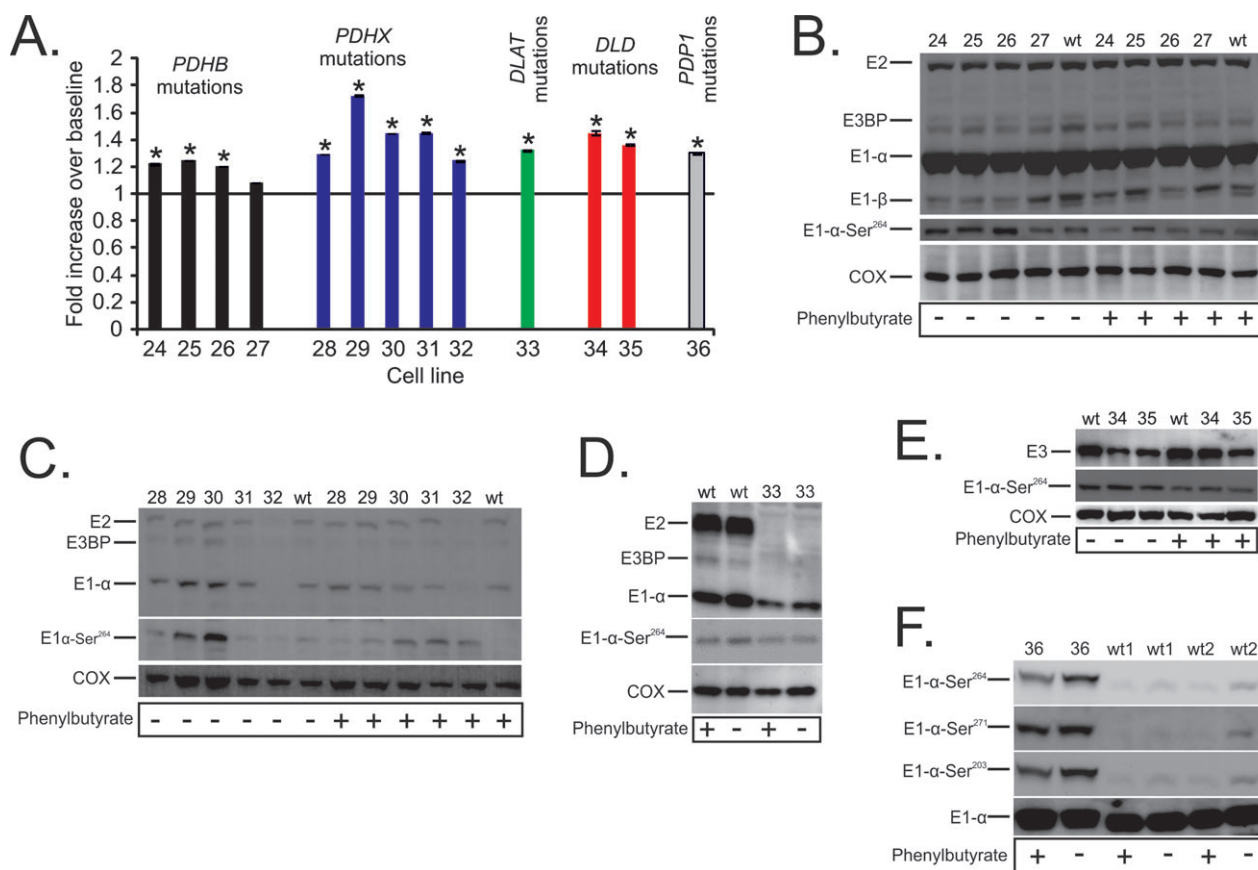 A.
PDHB
mutations
PDHX
mutations
DLAT
mutations
DLD
mutations
PDP1
mutations
Fold increase over baseline
2
1.8
1.6
1.4
1.2
1
0.8
0.6
0.4
0.2
0
* * * * * * * * * * * *
24 25 26 27 28 29 30 31 32 33 34 35 36
Cell line
B.
24 25 26 27 wt 24 25 26 27 wt
E2
E3BP
E1-α
E1-β
E1-α-Ser²⁶⁴
COX
Phenylbutyrate - - - - - + + + + +
C.
28 29 30 31 32 wt 28 29 30 31 32 wt
E2
E3BP
E1-α
E1α-Ser²⁶⁴
COX
Phenylbutyrate - - - - - - + + + + + +
D.
wt wt 33 33
E2
E3BP
E1-α
E1-α-Ser²⁶⁴
COX
Phenylbutyrate + - + -
E.
wt 34 35 wt 34 35
E3
E1-α-Ser²⁶⁴
COX
Phenylbutyrate - - - + + +
F.
36 36 wt1 wt1 wt2 wt2
E1-α-Ser²⁶⁴
E1-α-Ser²⁷¹
E1-α-Ser²⁰³
E1-α
Phenylbutyrate + - + - + -